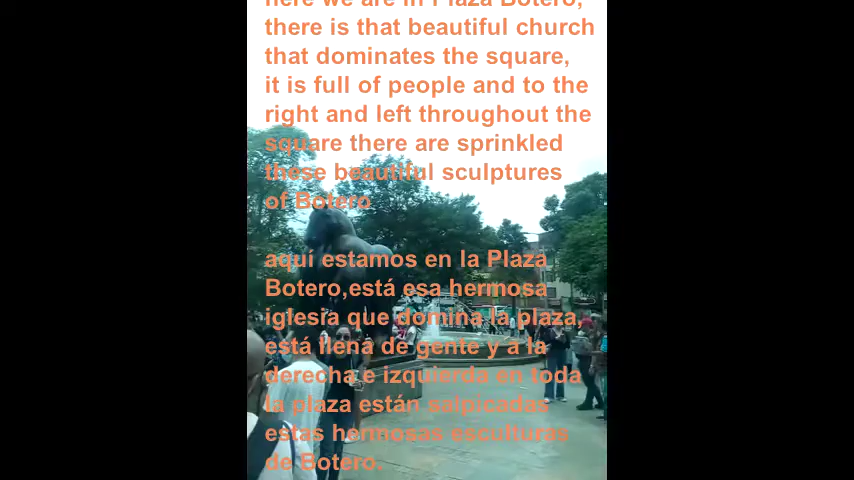 here we are in Plaza Botero,
there is that beautiful church
that dominates the square,
it is full of people and to the
right and left throughout the
square there are sprinkled
these beautiful sculptures
of Botero
aquí estamos en la Plaza
Botero,está esa hermosa
iglesia que domina la plaza,
está llena de gente y a la
derecha e izquierda en toda
la plaza están salpicadas
estas hermosas esculturas
de Botero.